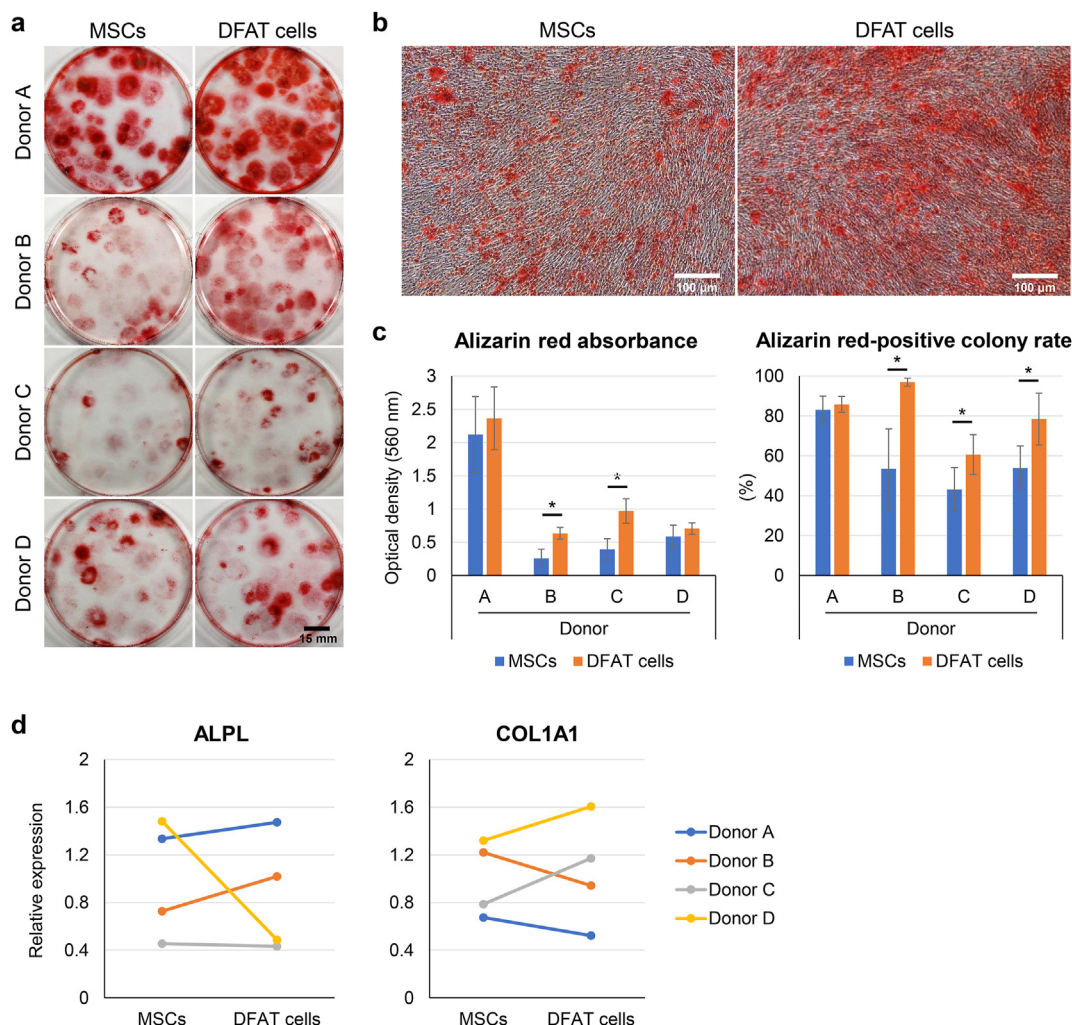 a
MSCs DFAT cells
Donor A
Donor B
Donor C
Donor D
15 mm
b
MSCs DFAT cells
100 µm 100 µm
c
Alizarin red absorbance
Optical density (560 nm)
3
2.5
2
1.5
1
0.5
0
* *
A B C D
Donor
MSCs DFAT cells
Alizarin red-positive colony rate
(%)
100
80
60
40
20
0
* * *
A B C D
Donor
MSCs DFAT cells
d
ALPL
Relative expression
2
1.6
1.2
0.8
0.4
0
MSCs DFAT cells
COL1A1
2
1.6
1.2
0.8
0.4
0
MSCs DFAT cells
Donor A
Donor B
Donor C
Donor D